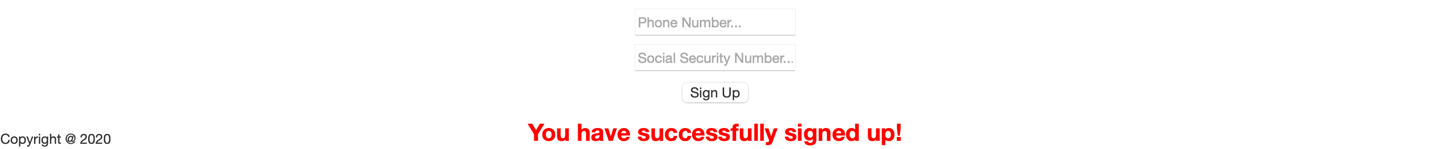 Phone Number...
Social Security Number...
Sign Up
You have successfully signed up!
Copyright @ 2020